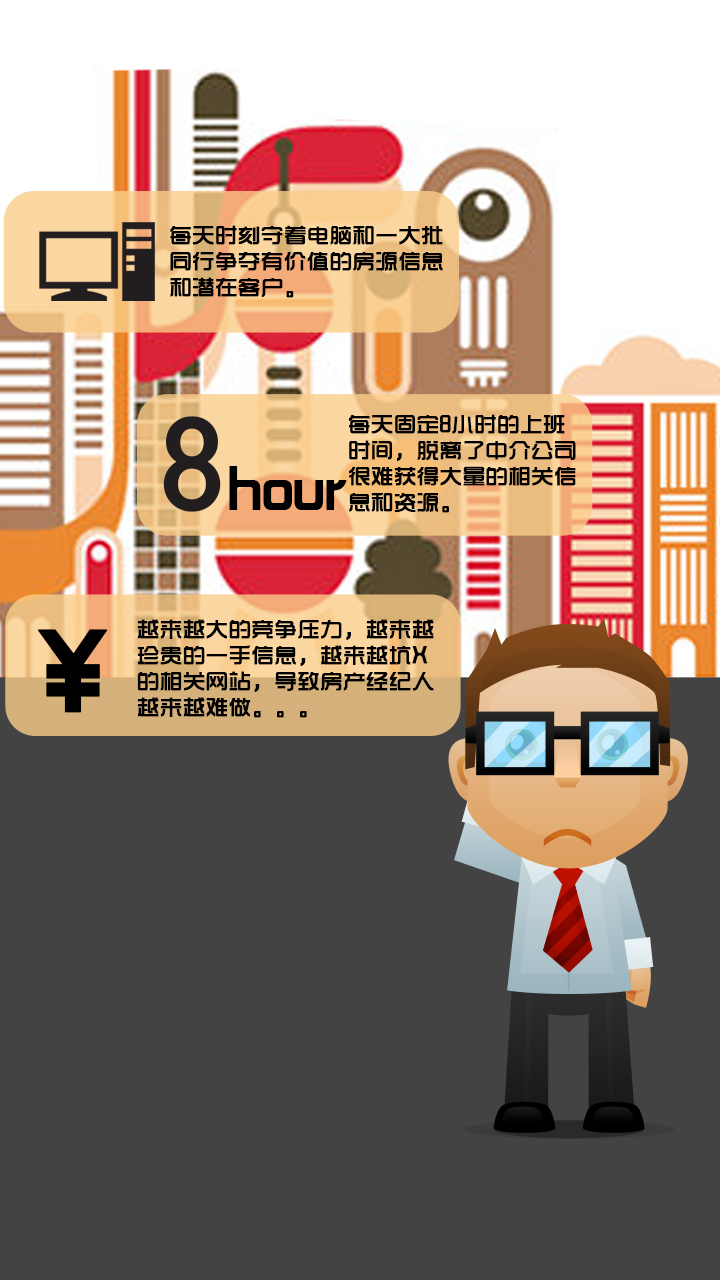 每天时刻守着电脑和一大批
同行争夺有价值的房源信息
和潜在客户。
8hour
每天固定8小时的上班
时间，脱离了中介公司
很难获得大量的相关信
息和资源。
¥
越来越大的竞争压力，越来越
珍贵的一手信息，越来越坑X
的相关网站，导致房产经纪人
越来越难做。。。